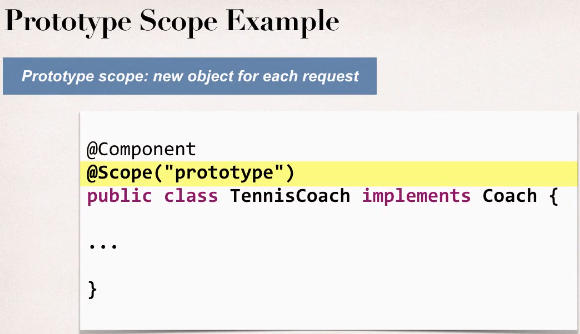 Prototype Scope Example
Prototype scope: new object for each request
@Component
@Scope("prototype")
public class TennisCoach implements Coach {
...
}